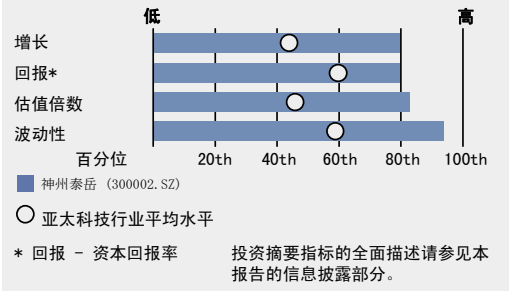 低 高
增长
回报*
估值倍数
波动性
百分位 20th 40th 60th 80th 100th
神州泰岳 (300002.SZ)
亚太科技行业平均水平
* 回报 - 资本回报率 投资摘要指标的全面描述请参见本
报告的信息披露部分。